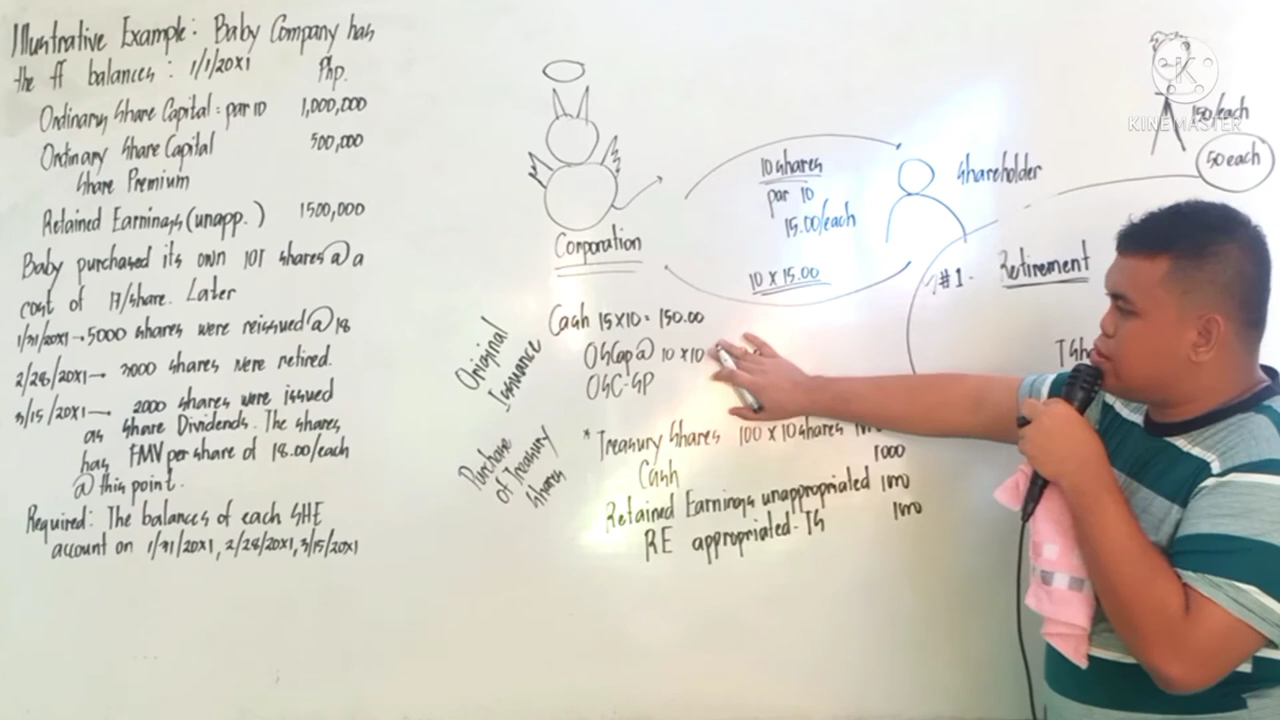 Illustrative Example: Baby Company has
the ff balances: 1/1/20X1 Php.
Ordinary Share Capital: par 10 1,000,000
Ordinary Share Capital 500,000
Share Premium
Retained Earnings (unapp.) 1500,000
Baby purchased its own 10T shares @ a
cost of 17/share. Later
1/31/20X1 → 5000 shares were reissued @ 18
2/28/20X1 → 3000 shares were retired.
3/15/20X1 → 2000 shares were issued
as Share Dividends. The shares
has FMV per share of 18.00/each
@ this point.
Required: The balances of each SHE
account on 1/31/20X1, 2/28/20X1, 3/15/20X1
Corporation
10 shares
par 10
15.00/each
10 x 15.00
Shareholder
150/each
50 each
KINEMASTER
#1- Retirement
TSh
Original
Issuance
Cash 15x10= 150.00
OSCap @ 10 x 10
OSC-SP
Purchase
of Treasury
Shares
* Treasury Shares 100 x 10 shares
Cash 1000
Retained Earnings unappropriated
RE appropriated-TS